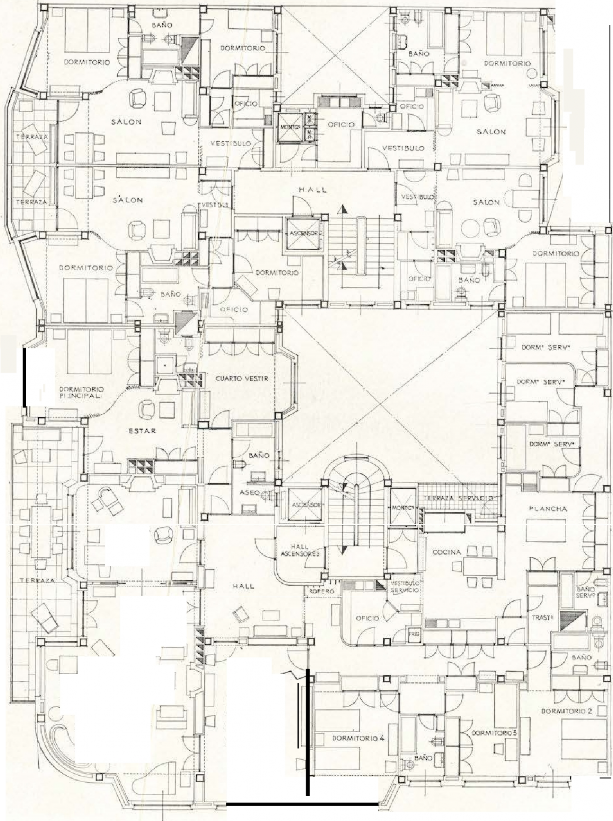 BAÑO
DORMITORIO
DORMITORIO
BAÑO
DORMITORIO
OFICIO
OFICIO
OFICIO
SALON
MONTC.
SALON
TERRAZA
VESTIBULO
VESTIBULO
HALL
TERRAZA
SALON
VESTIBULO
SALON
ASCENSOR
DORMITORIO
DORMITORIO
DORMITORIO
BAÑO
OFICIO
BAÑO
OFICIO
DORMº SERVº
CUARTO VESTIR
DORMº SERVº
DORMITORIO
PRINCIPAL
ESTAR
DORMº SERVº
BAÑO
ASEO
ASCENSOR
TERRAZA SERVICIO
PLANCHA
HALL
ASCENSORES
COCINA
TERRAZA
HALL
ROPERO
VESTIBULO
SERVICIO
BAÑO
SERVº
OFICIO
TRASTº
FRIG
BAÑO
DORMITORIO 4
BAÑO
DORMITORIO 3
DORMITORIO 2